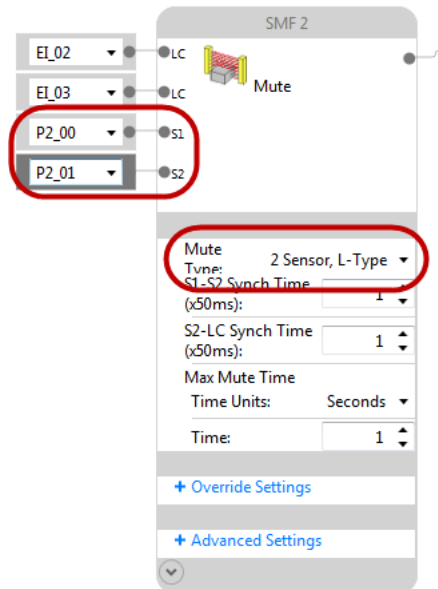 SMF 2
EI_02
LC
EI_03
LC
Mute
P2_00
S1
P2_01
S2
Mute
Type:
2 Sensor, L-Type
S1-S2 Synch Time
(x50ms):
1
S2-LC Synch Time
(x50ms):
1
Max Mute Time
Time Units:
Seconds
Time:
1
+ Override Settings
+ Advanced Settings